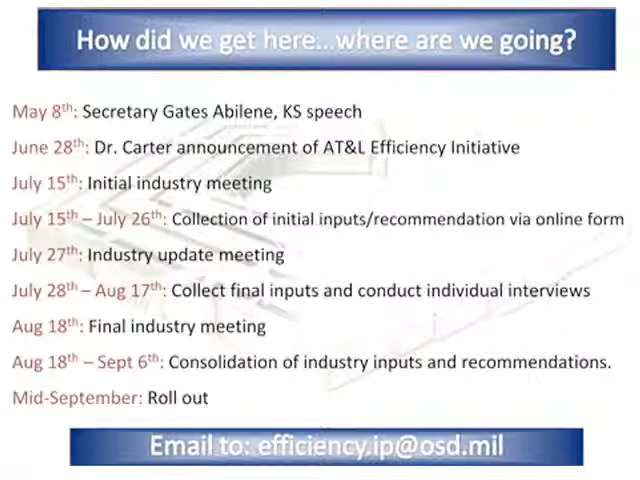 How did we get here...where are we going?
May 8th: Secretary Gates Abilene, KS speech
June 28th: Dr. Carter announcement of AT&L Efficiency Initiative
July 15th: Initial industry meeting
July 15th – July 26th: Collection of initial inputs/recommendation via online form
July 27th: Industry update meeting
July 28th – Aug 17th: Collect final inputs and conduct individual interviews
Aug 18th: Final industry meeting
Aug 18th – Sept 6th: Consolidation of industry inputs and recommendations.
Mid-September: Roll out
Email to: efficiency.ip@osd.mil